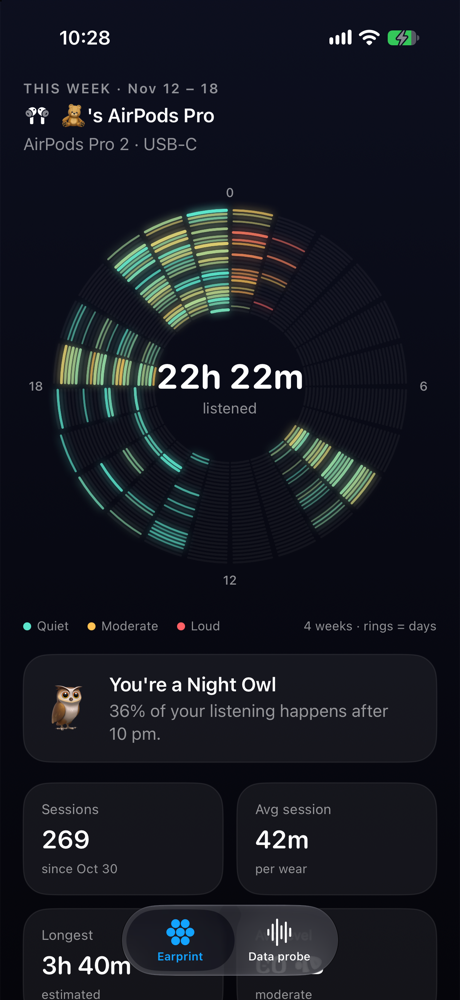 10:28
THIS WEEK · Nov 12 – 18
🧸's AirPods Pro
AirPods Pro 2 · USB-C
0
18
22h 22m
6
listened
12
Quiet
Moderate
Loud
4 weeks · rings = days
You're a Night Owl
36% of your listening happens after
10 pm.
Sessions
269
since Oct 30
Avg session
42m
per wear
Longest
3h 40m
estimated
moderate
Earprint
Data probe